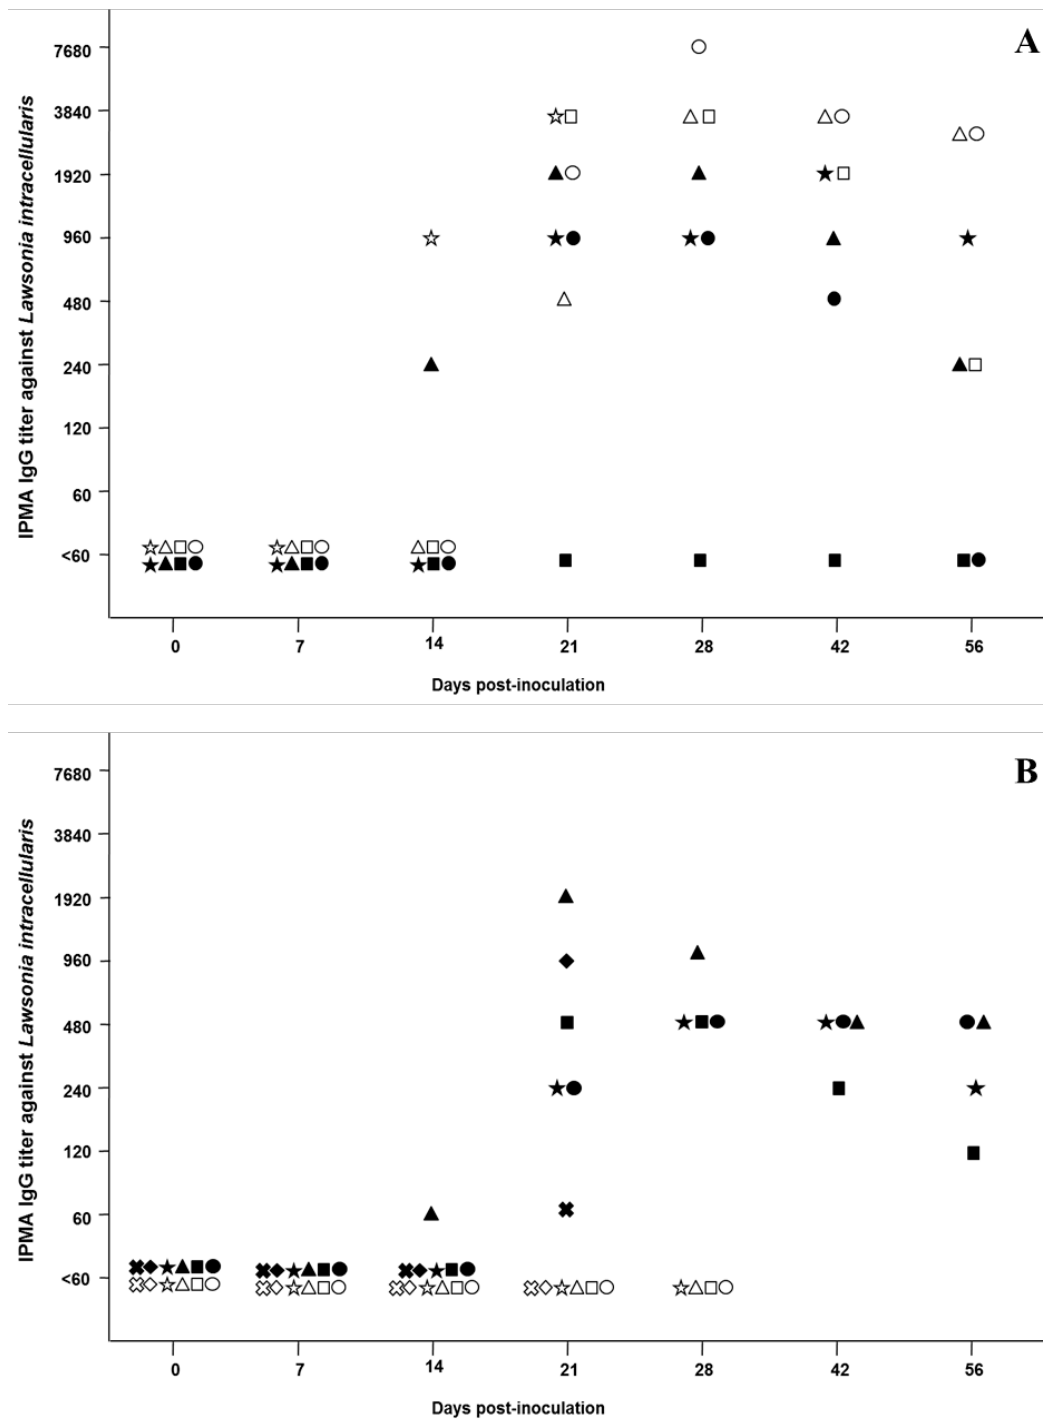 A
IPMA IgG titer against Lawsonia intracellularis
7680
3840
1920
960
480
240
120
60
<60
0 7 14 21 28 42 56
Days post-inoculation
B
IPMA IgG titer against Lawsonia intracellularis
7680
3840
1920
960
480
240
120
60
<60
0 7 14 21 28 42 56
Days post-inoculation